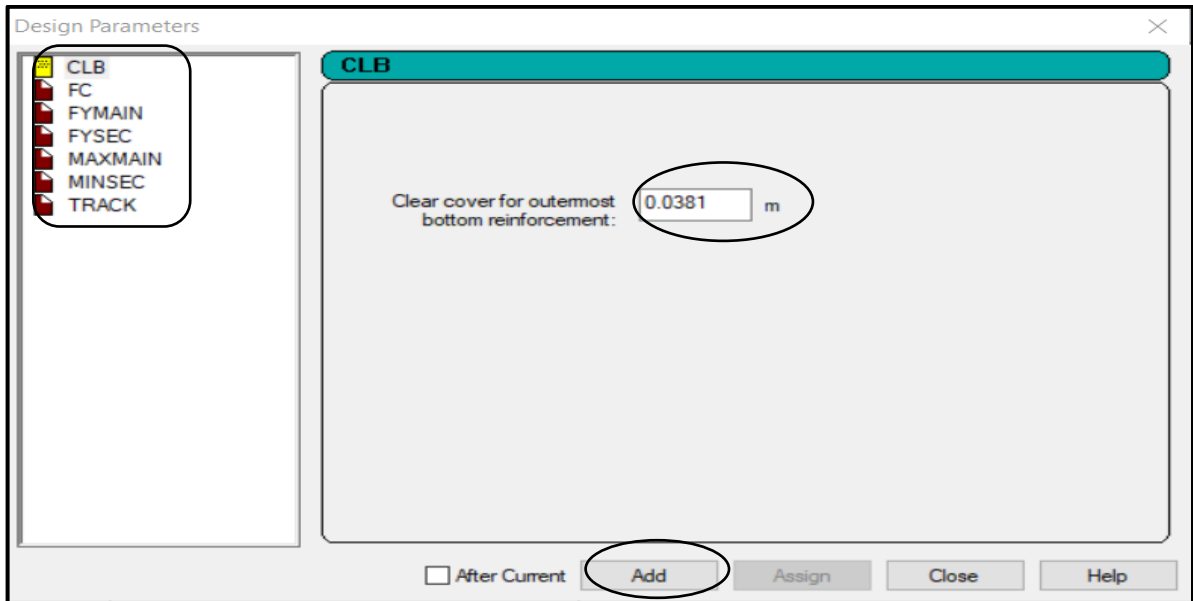 Design Parameters
CLB
FC
FYMAIN
FYSEC
MAXMAIN
MINSEC
TRACK
CLB
Clear cover for outermost
bottom reinforcement:
0.0381 m
After Current Add Assign Close Help